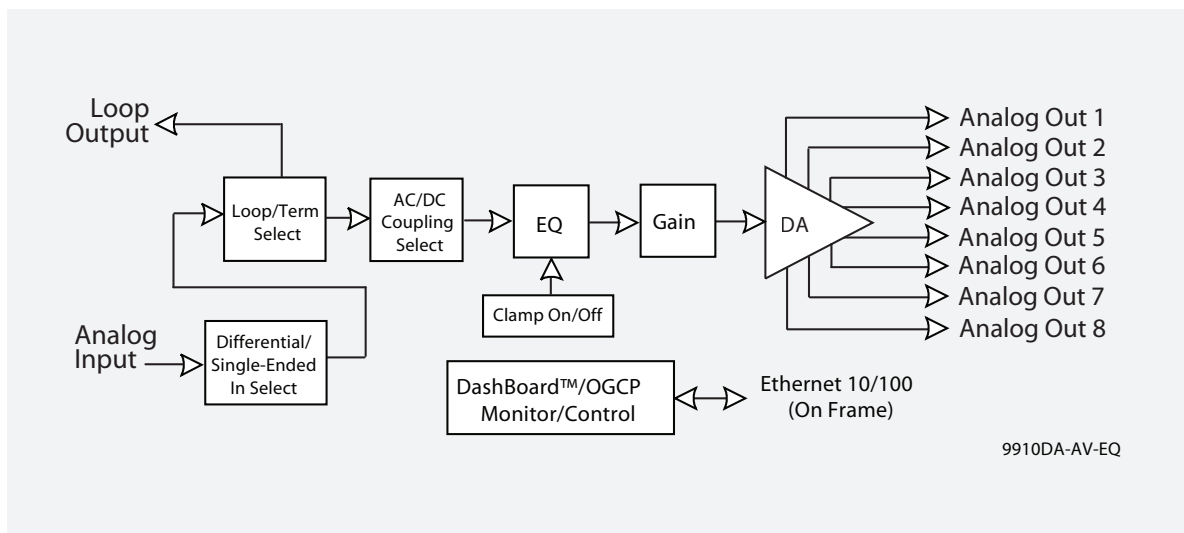 Loop
Output
Loop/Term
Select
AC/DC
Coupling
Select
EQ
Gain
DA
Analog Out 1
Analog Out 2
Analog Out 3
Analog Out 4
Analog Out 5
Analog Out 6
Analog Out 7
Analog Out 8
Clamp On/Off
Analog
Input
Differential/
Single-Ended
In Select
DashBoard™/OGCP
Monitor/Control
Ethernet 10/100
(On Frame)
9910DA-AV-EQ